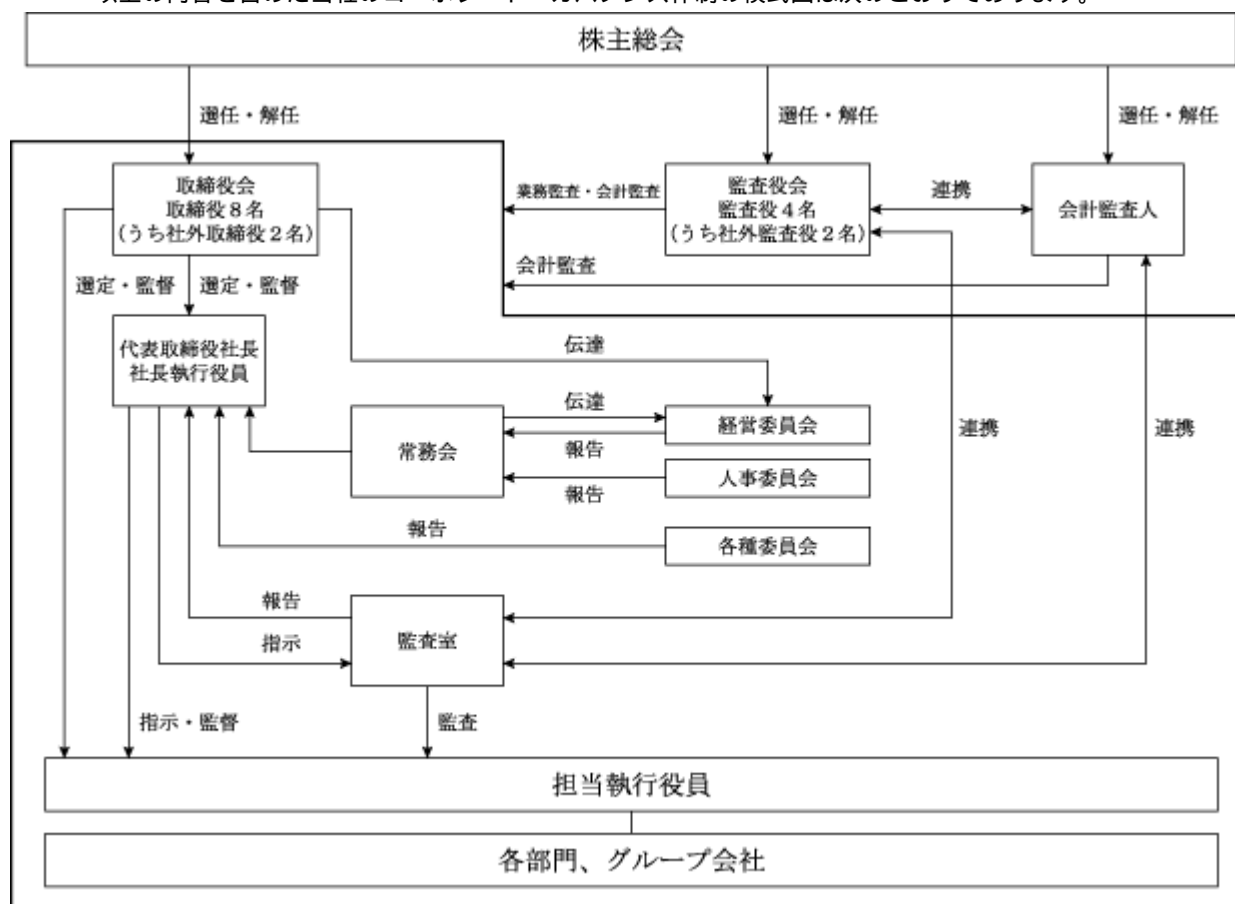 株主総会
選任・解任
選任・解任
選任・解任
取締役会
取締役8名
(うち社外取締役2名)
業務監査・会計監査
監査役会
監査役4名
(うち社外監査役2名)
連携
会計監査人
会計監査
選定・監督
選定・監督
代表取締役社長
社長執行役員
伝達
常務会
伝達
報告
経営委員会
報告
人事委員会
連携
連携
報告
各種委員会
報告
指示
監査室
指示・監督
監査
担当執行役員
各部門、グループ会社